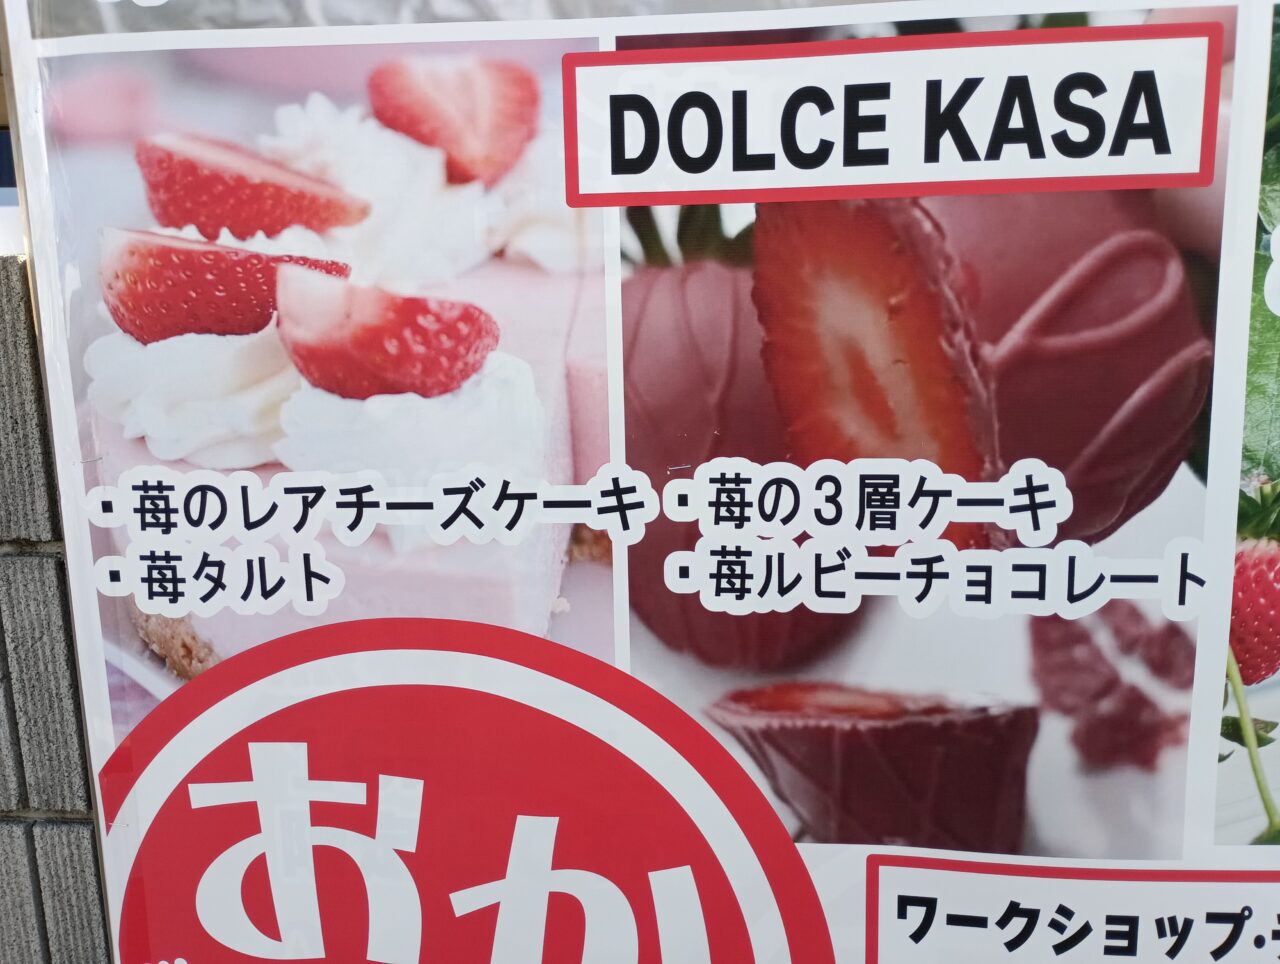 DOLCE KASA
・苺のレアチーズケーキ
・苺タルト
・苺の3層ケーキ
・苺ルビーチョコレート
おか
ワークショップ・